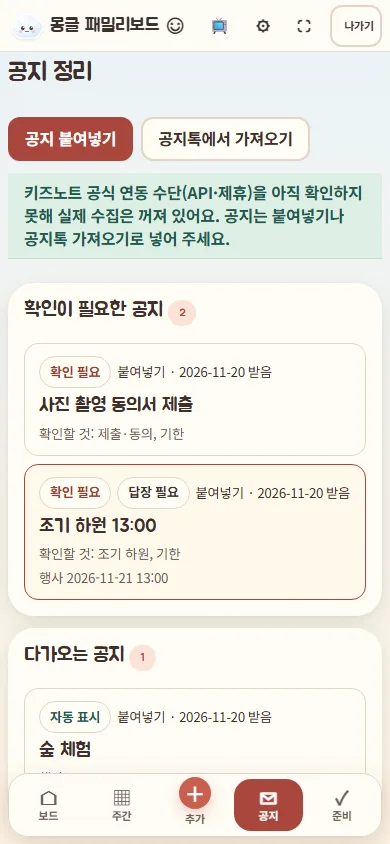 몽글 패밀리보드
나가기
공지 정리
공지 붙여넣기
공지톡에서 가져오기
키즈노트 공식 연동 수단(API·제휴)을 아직 확인하지
못해 실제 수집은 꺼져 있어요. 공지는 붙여넣기나
공지톡 가져오기로 넣어 주세요.
확인이 필요한 공지 2
확인 필요 붙여넣기 · 2026-11-20 받음
사진 촬영 동의서 제출
확인할 것: 제출·동의, 기한
확인 필요 답장 필요 붙여넣기 · 2026-11-20 받음
조기 하원 13:00
확인할 것: 조기 하원, 기한
행사 2026-11-21 13:00
다가오는 공지 1
자동 표시 붙여넣기 · 2026-11-20 받음
숲 체험
보드
주간
추가
공지
준비